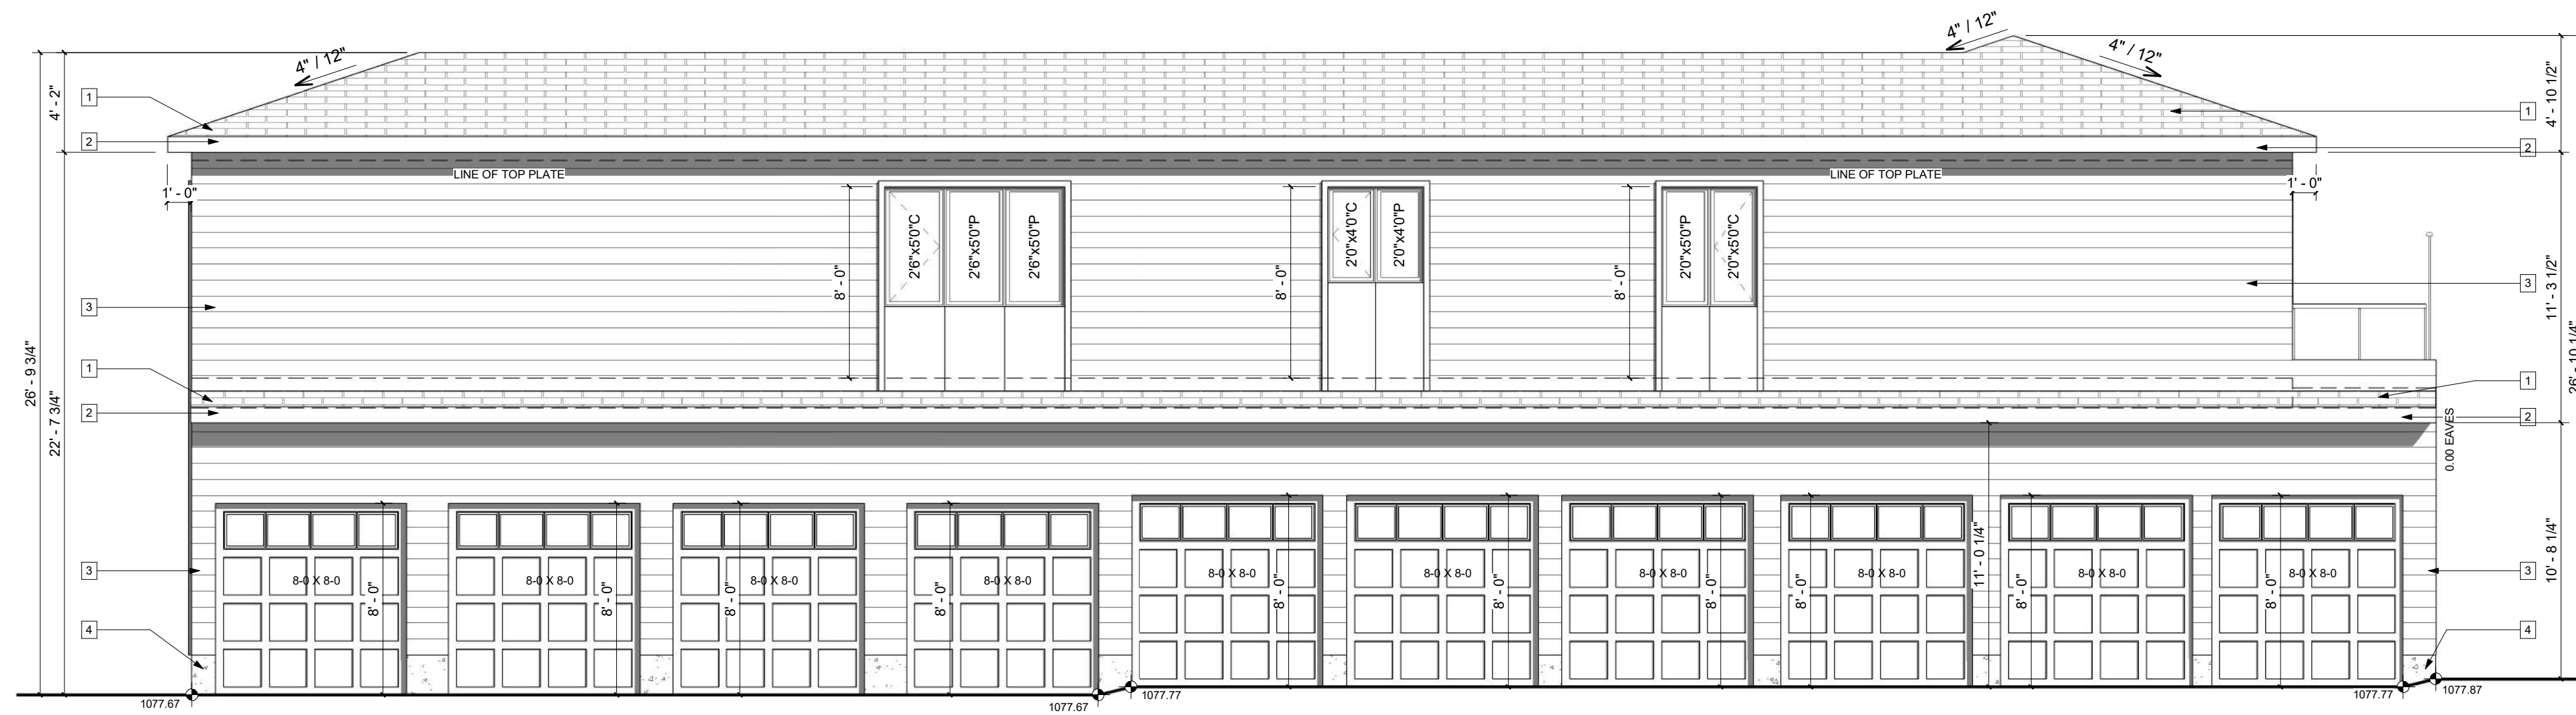 4" / 12"
4" / 12"
4" / 12"
4' - 2"
4' - 10 1/2"
1
1
2
2
LINE OF TOP PLATE
LINE OF TOP PLATE
1' - 0"
1' - 0"
2'6"x5'0"C
2'6"x5'0"P
2'6"x5'0"P
2'0"x4'0"C
2'0"x4'0"P
2'0"x5'0"P
2'0"x5'0"C
8' - 0"
8' - 0"
8' - 0"
11' - 3 1/2"
3
3
26' - 9 3/4"
22' - 7 3/4"
26' - 10 1/4"
1
1
2
2
0.00 EAVES
11' - 0 1/4"
10' - 8 1/4"
3
3
8-0 X 8-0
8-0 X 8-0
8-0 X 8-0
8-0 X 8-0
8-0 X 8-0
8-0 X 8-0
8-0 X 8-0
8-0 X 8-0
8-0 X 8-0
8-0 X 8-0
8' - 0"
8' - 0"
8' - 0"
8' - 0"
8' - 0"
8' - 0"
8' - 0"
8' - 0"
8' - 0"
8' - 0"
4
4
1077.67
1077.67
1077.77
1077.77
1077.87